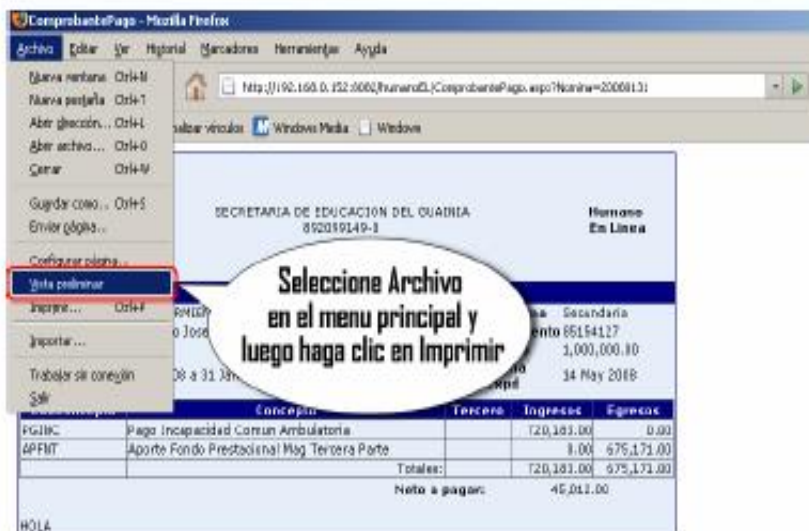 ComprobantePago - Mozilla Firefox
Archivo Editar Ver Historial Marcadores Herramientas Ayuda
Nueva ventana Ctrl+N
Nueva pestaña Ctrl+T
Abrir dirección... Ctrl+L
Abrir archivo... Ctrl+O
Cerrar Ctrl+W
Guardar como... Ctrl+S
Enviar página...
Configurar página...
Vista preliminar
Imprimir... Ctrl+P
Importar...
Trabajar sin conexión
Salir
vínculos Windows Media Windows
SECRETARIA DE EDUCACION DEL GUAINIA
Humano
En Linea
Seleccione Archivo
en el menu principal y
luego haga clic en Imprimir
Secundaria
85154127
1,000,000.00
a 31
14 May 2008
Concepto Tercero Ingresos Egresos
PGINC Pago Incapacidad Comun Ambulatoria 720,183.00 0.00
APFNT Aporte Fondo Prestacional Mag Tercera Parte 0.00 675,171.00
Totales: 720,183.00 675,171.00
Neto a pagar: 45,012.00
HOLA